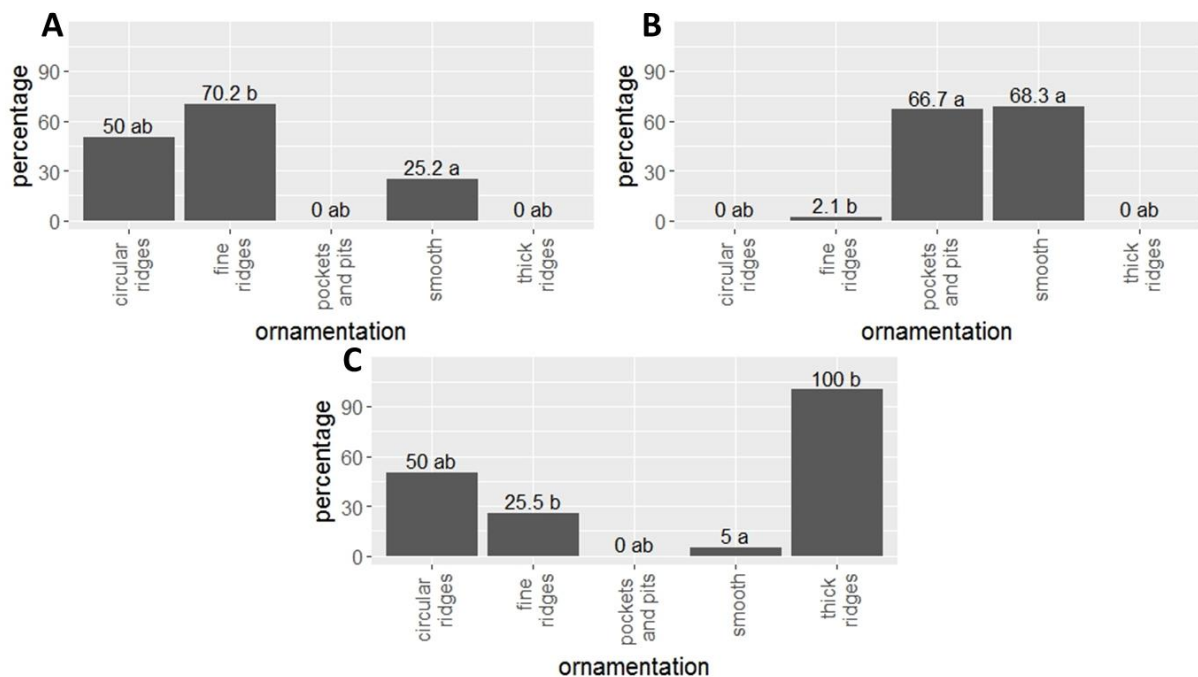 A
percentage
90
60
30
0
50 ab
70.2 b
0 ab
25.2 a
0 ab
circular
ridges
fine
ridges
pockets
and pits
smooth
thick
ridges
ornamentation
B
percentage
90
60
30
0
0 ab
2.1 b
66.7 a
68.3 a
0 ab
circular
ridges
fine
ridges
pockets
and pits
smooth
thick
ridges
ornamentation
C
percentage
90
60
30
0
50 ab
25.5 b
0 ab
5 a
100 b
circular
ridges
fine
ridges
pockets
and pits
smooth
thick
ridges
ornamentation